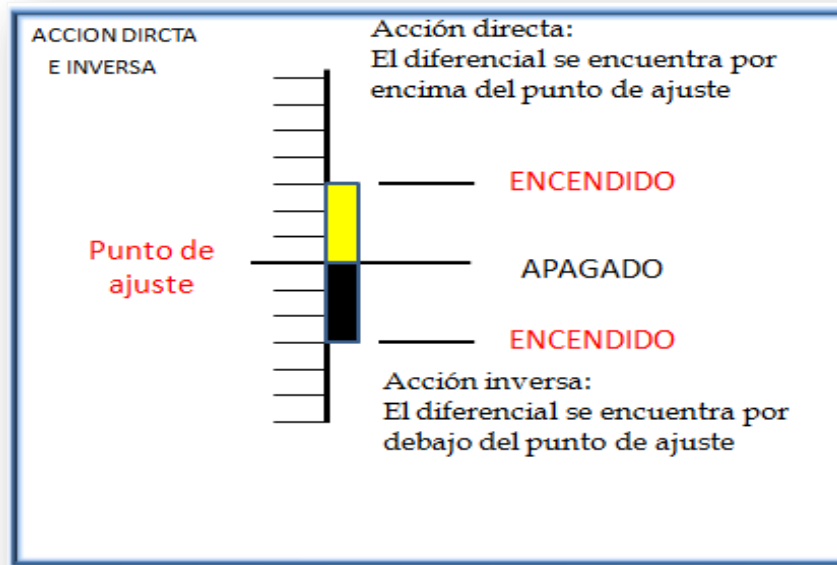 ACCION DIRCTA
E INVERSA
Acción directa:
El diferencial se encuentra por
encima del punto de ajuste
ENCENDIDO
Punto de
ajuste
APAGADO
ENCENDIDO
Acción inversa:
El diferencial se encuentra por
debajo del punto de ajuste